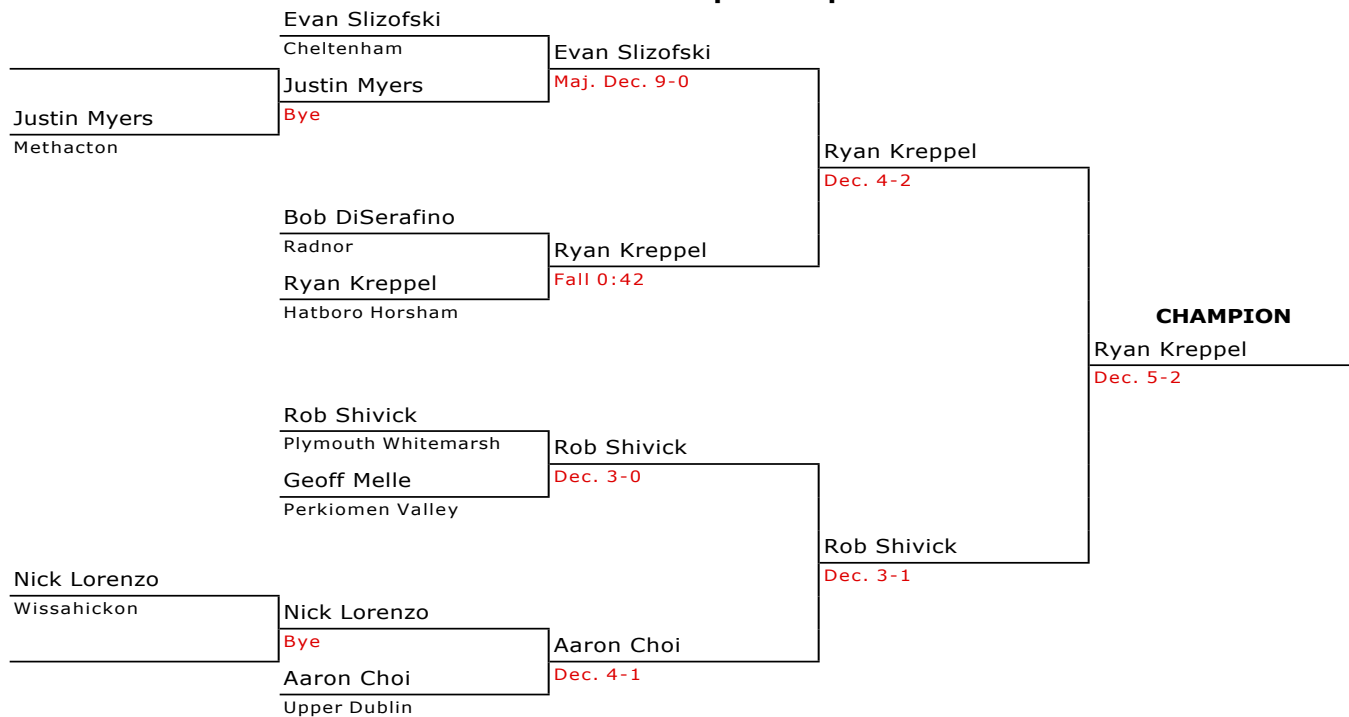 Evan Slizofski
Cheltenham
Evan Slizofski
Maj. Dec. 9-0
Justin Myers
Bye
Justin Myers
Methacton
Ryan Kreppel
Dec. 4-2
Bob DiSerafino
Radnor
Ryan Kreppel
Fall 0:42
Ryan Kreppel
Hatboro Horsham
CHAMPION
Ryan Kreppel
Dec. 5-2
Rob Shivick
Plymouth Whitemarsh
Rob Shivick
Dec. 3-0
Geoff Melle
Perkiomen Valley
Rob Shivick
Dec. 3-1
Nick Lorenzo
Wissahickon
Nick Lorenzo
Bye
Aaron Choi
Dec. 4-1
Aaron Choi
Upper Dublin